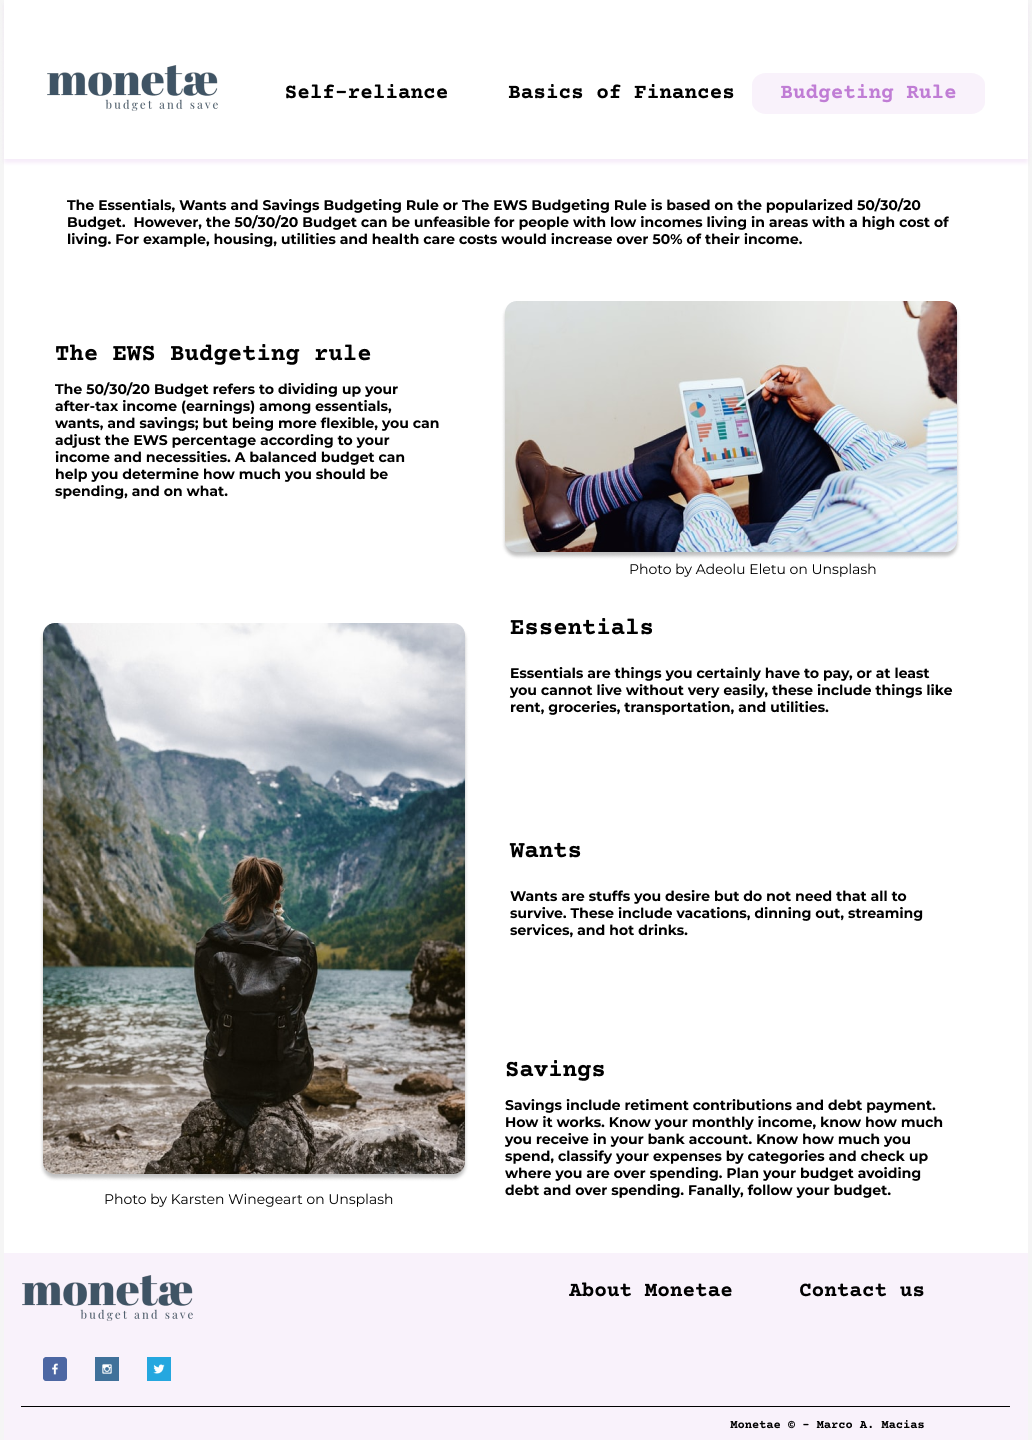 monetæ
budget and save
Self-reliance
Basics of Finances
Budgeting Rule
The Essentials, Wants and Savings Budgeting Rule or The EWS Budgeting Rule is based on the popularized 50/30/20
Budget.  However, the 50/30/20 Budget can be unfeasible for people with low incomes living in areas with a high cost of
living. For example, housing, utilities and health care costs would increase over 50% of their income.
The EWS Budgeting rule
The 50/30/20 Budget refers to dividing up your
after-tax income (earnings) among essentials,
wants, and savings; but being more flexible, you can
adjust the EWS percentage according to your
income and necessities. A balanced budget can
help you determine how much you should be
spending, and on what.
Photo by Adeolu Eletu on Unsplash
Essentials
Essentials are things you certainly have to pay, or at least
you cannot live without very easily, these include things like
rent, groceries, transportation, and utilities.
Wants
Wants are stuffs you desire but do not need that all to
survive. These include vacations, dinning out, streaming
services, and hot drinks.
Savings
Savings include retiment contributions and debt payment.
How it works. Know your monthly income, know how much
you receive in your bank account. Know how much you
spend, classify your expenses by categories and check up
where you are over spending. Plan your budget avoiding
debt and over spending. Fanally, follow your budget.
Photo by Karsten Winegeart on Unsplash
monetæ
budget and save
About Monetae
Contact us
Monetae © - Marco A. Macias